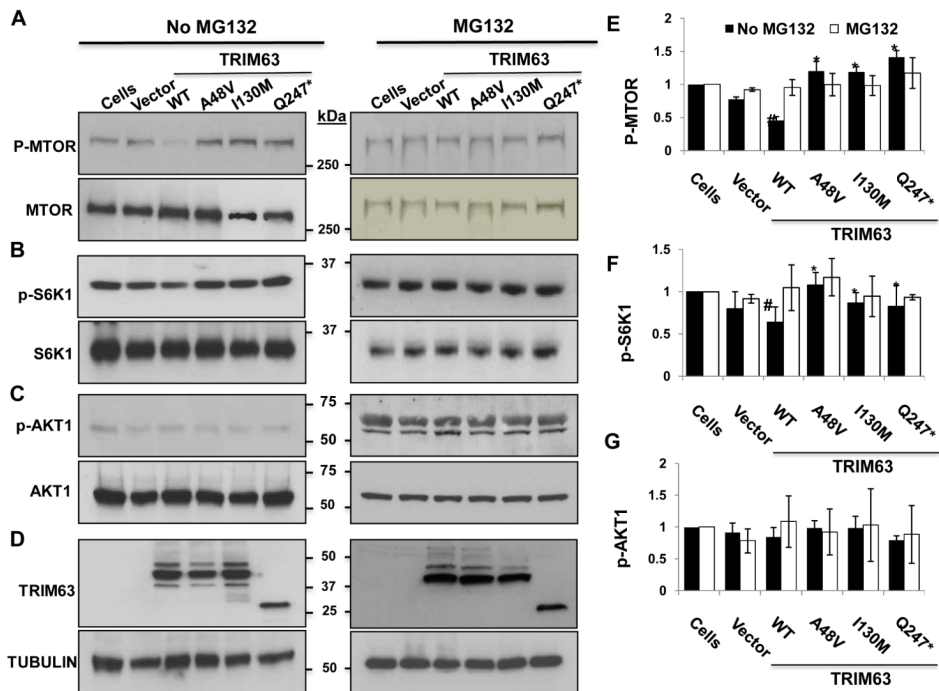 A
No MG132
MG132
TRIM63
TRIM63
Cells Vector WT A48V I130M Q247*
kDa
Cells Vector WT A48V I130M Q247*
P-MTOR
250
MTOR
250
B
37
p-S6K1
37
S6K1
C
75
p-AKT1
50
75
AKT1
50
D
50
TRIM63
37
25
TUBULIN
50
E
No MG132 MG132
2
1.5
1
0.5
0
P-MTOR
# * * *
Cells Vector WT A48V I130M Q247*
TRIM63
F
2
1.5
1
0.5
0
p-S6K1
# * * *
Cells Vector WT A48V I130M Q247*
TRIM63
G
2
1.5
1
0.5
0
p-AKT1
Cells Vector WT A48V I130M Q247*
TRIM63